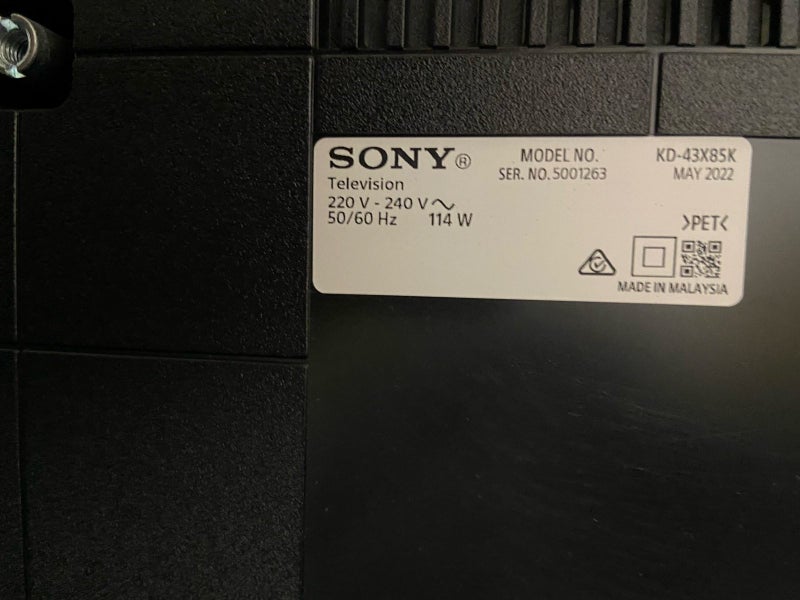 SONY®
Television
220 V - 240 V ~
50/60 Hz 114 W
MODEL NO. KD-43X85K
SER. NO. 5001263 MAY 2022
>PET<
MADE IN MALAYSIA